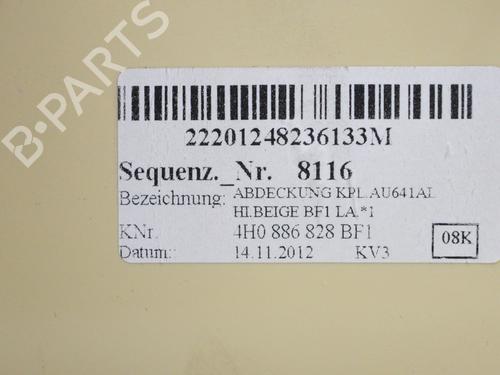 22201248236133M
Sequenz._Nr. 8116
Bezeichnung: ABDECKUNG KPL.AU641AL
HI.BEIGE BF1 LA.*1
KNr. 4H0 886 828 BF1
Datum: 14.11.2012 KV3
08K
B-PARTS